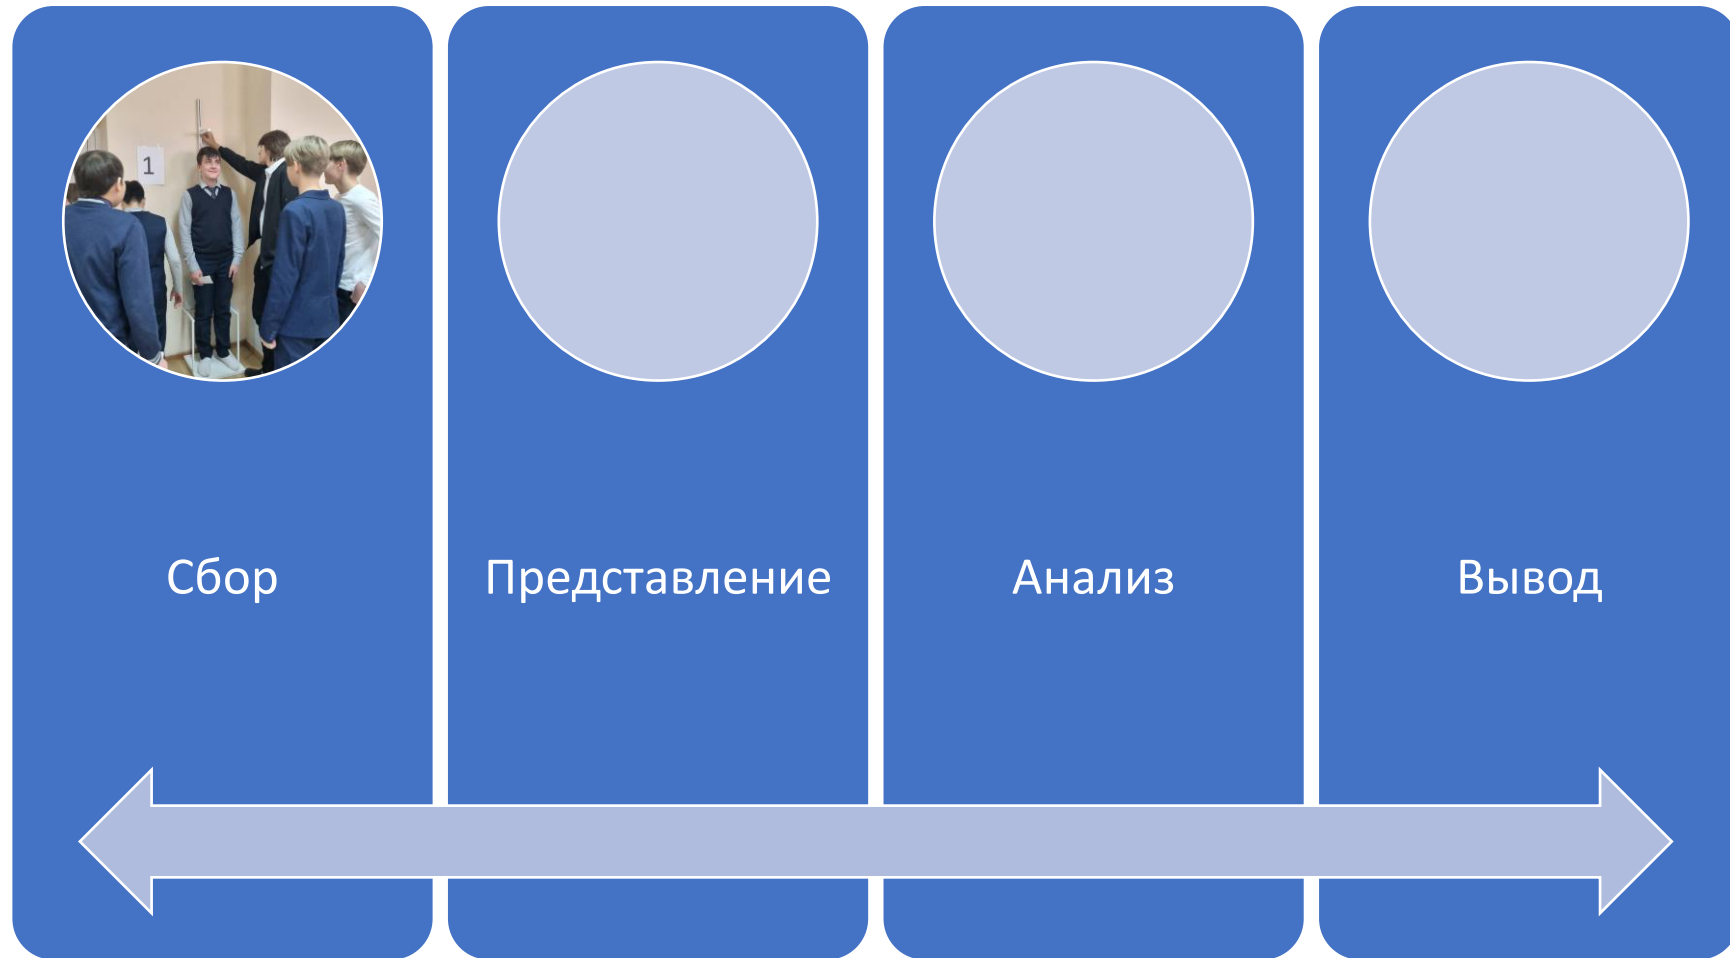 1
Сбор
Представление
Анализ
Вывод